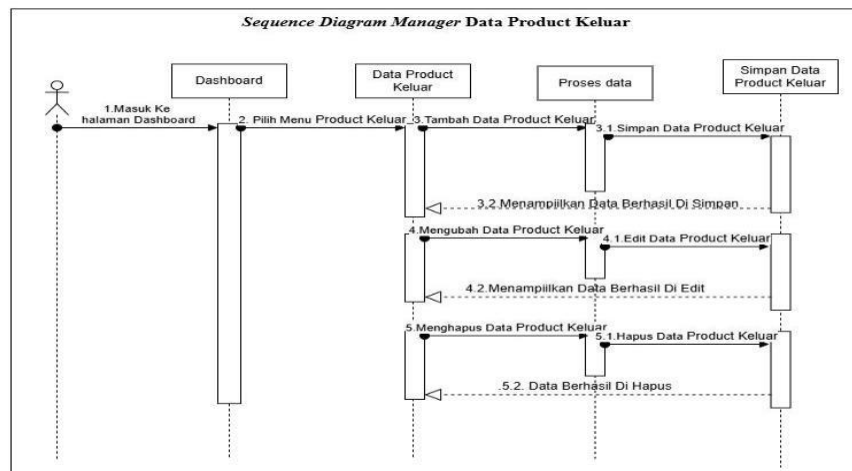 Sequence Diagram Manager Data Product Keluar
Dashboard
Data Product
Keluar
Proses data
Simpan Data
Product Keluar
1.Masuk Ke
halaman Dashboard
2. Pilih Menu Product Keluar
3.Tambah Data Product Keluar
3.1.Simpan Data Product Keluar
3.2.Menampiilkan Data Berhasil Di Simpan
4.Mengubah Data Product Keluar
4.1.Edit Data Product Keluar
4.2.Menampiilkan Data Berhasil Di Edit
5.Menghapus Data Product Keluar
5.1.Hapus Data Product Keluar
.5.2. Data Berhasil Di Hapus